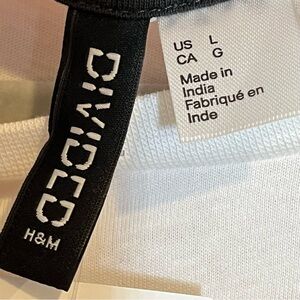 DIVIDED
H&M
US L
CA G
Made in
India
Fabriqué en
Inde